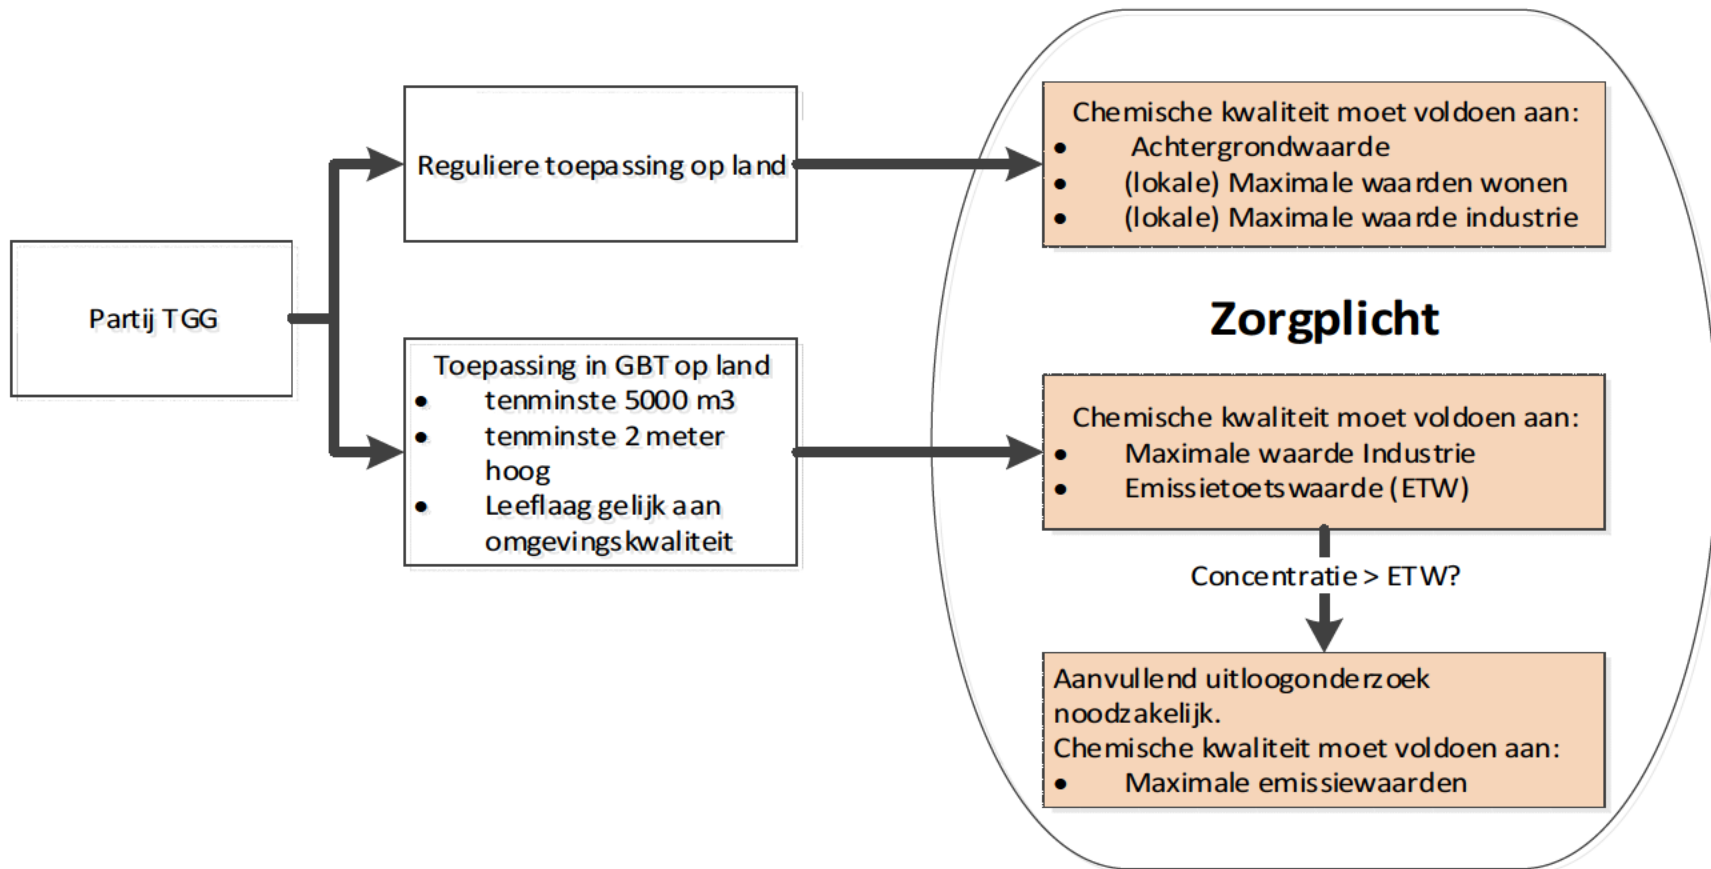 Partij TGG
Reguliere toepassing op land
Toepassing in GBT op land
• tenminste 5000 m3
• tenminste 2 meter
hoog
• Leeflaag gelijk aan
omgevingskwaliteit
Chemische kwaliteit moet voldoen aan:
• Achtergrondwaarde
• (lokale) Maximale waarden wonen
• (lokale) Maximale waarde industrie
Zorgplicht
Chemische kwaliteit moet voldoen aan:
• Maximale waarde Industrie
• Emissietoetswaarde (ETW)
Concentratie > ETW?
Aanvullend uitloogonderzoek
noodzakelijk.
Chemische kwaliteit moet voldoen aan:
• Maximale emissiewaarden